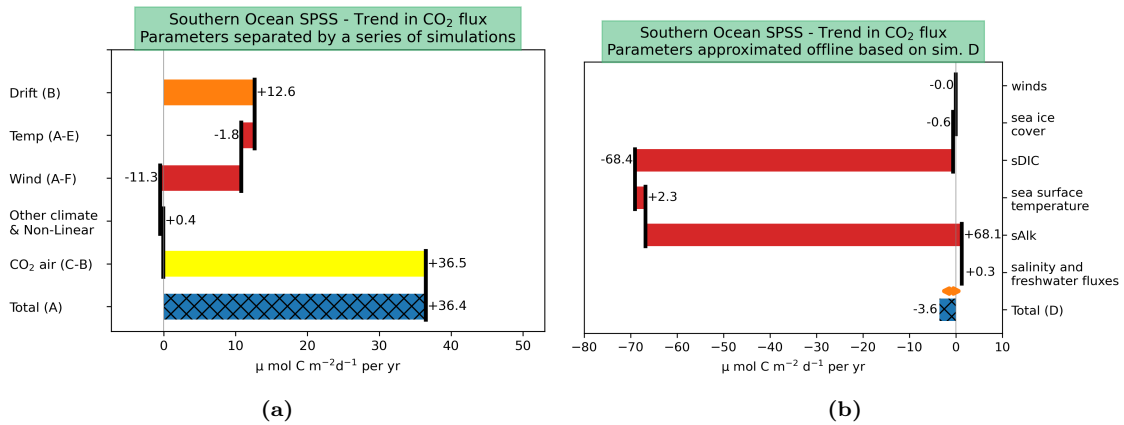 Southern Ocean SPSS - Trend in CO₂ flux
Parameters separated by a series of simulations
Drift (B)
+12.6
Temp (A-E)
-1.8
Wind (A-F)
-11.3
Other climate
& Non-Linear
+0.4
CO₂ air (C-B)
+36.5
Total (A)
+36.4
0 10 20 30 40 50
μ mol C m⁻²d⁻¹ per yr
(a)
Southern Ocean SPSS - Trend in CO₂ flux
Parameters approximated offline based on sim. D
-0.0
winds
-0.6
sea ice
cover
-68.4
sDIC
+2.3
sea surface
temperature
+68.1
sAlk
+0.3
salinity and
freshwater fluxes
-3.6
Total (D)
−80 −70 −60 −50 −40 −30 −20 −10 0 10
μ mol C m⁻² d⁻¹ per yr
(b)